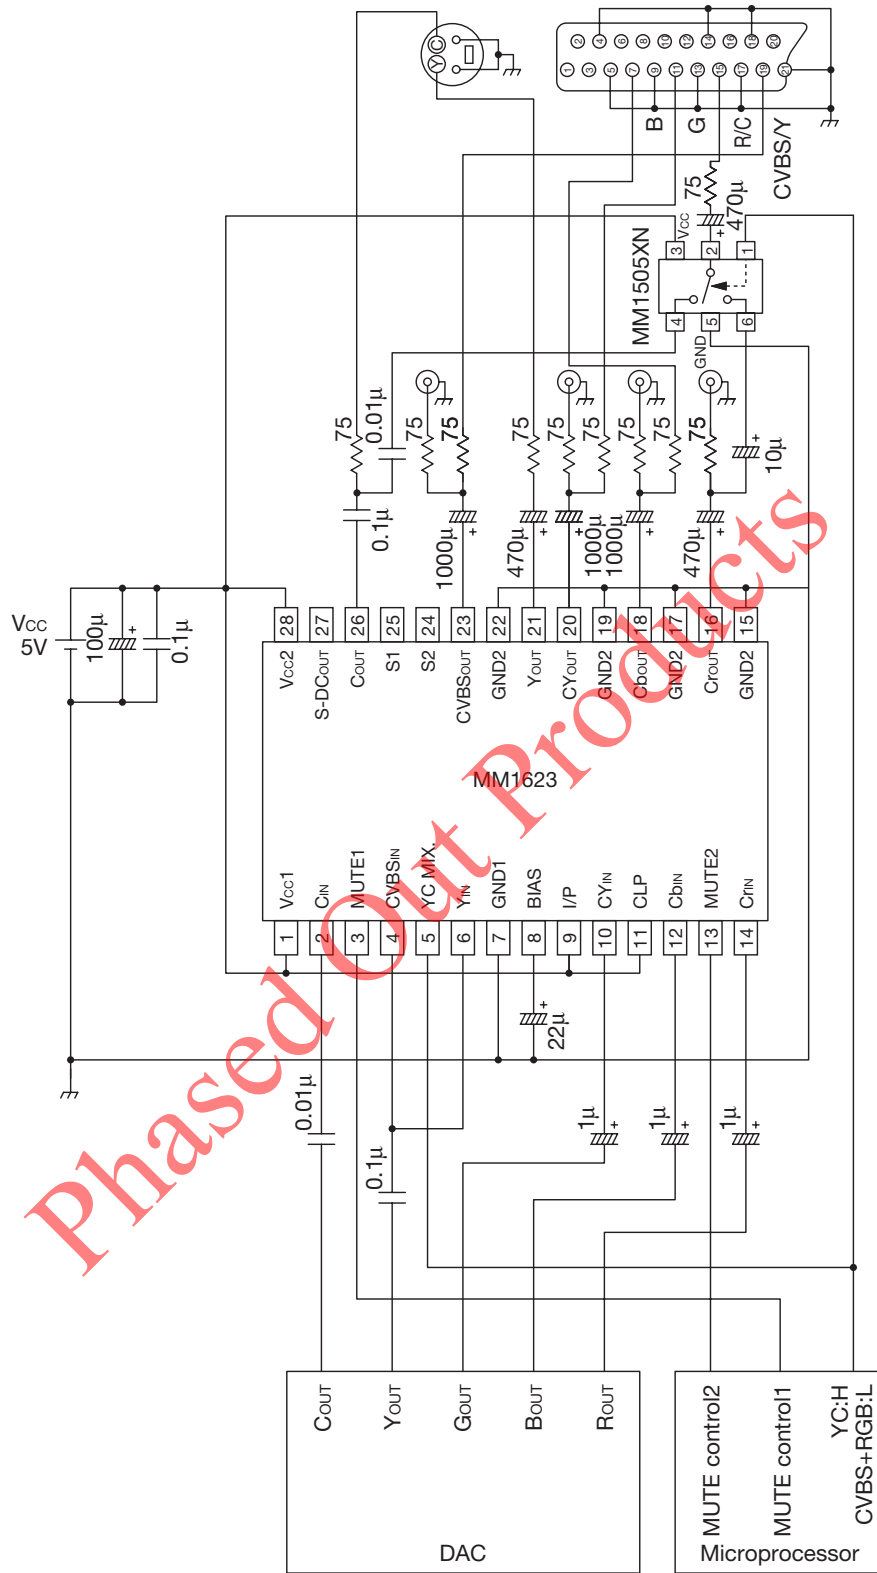 Y
C
1
2
3
4
5
6
7
8
9
10
11
12
13
14
15
16
17
18
19
20
21
B
G
R/C
CVBS/Y
75
470µ
MM1505XN
VCC
3
2
1
4
5
6
GND
75
0.01µ
75
75
75
75
75
75
75
75
10µ
0.1µ
1000µ
470µ
1000µ
1000µ
470µ
VCC
5V
100µ
0.1µ
28
27
26
25
24
23
22
21
20
19
18
17
16
15
VCC2
S-DCOUT
COUT
S1
S2
CVBSOUT
GND2
YOUT
CYOUT
GND2
CbOUT
GND2
CrOUT
GND2
MM1623
VCC1
CIN
MUTE1
CVBSIN
YC MIX.
YIN
GND1
BIAS
I/P
CYIN
CLP
CbIN
MUTE2
CrIN
1
2
3
4
5
6
7
8
9
10
11
12
13
14
22µ
0.01µ
0.1µ
1µ
1µ
1µ
COUT
YOUT
GOUT
BOUT
ROUT
DAC
MUTE control2
MUTE control1
YC:H
CVBS+RGB:L
Microprocessor
Phased Out Products